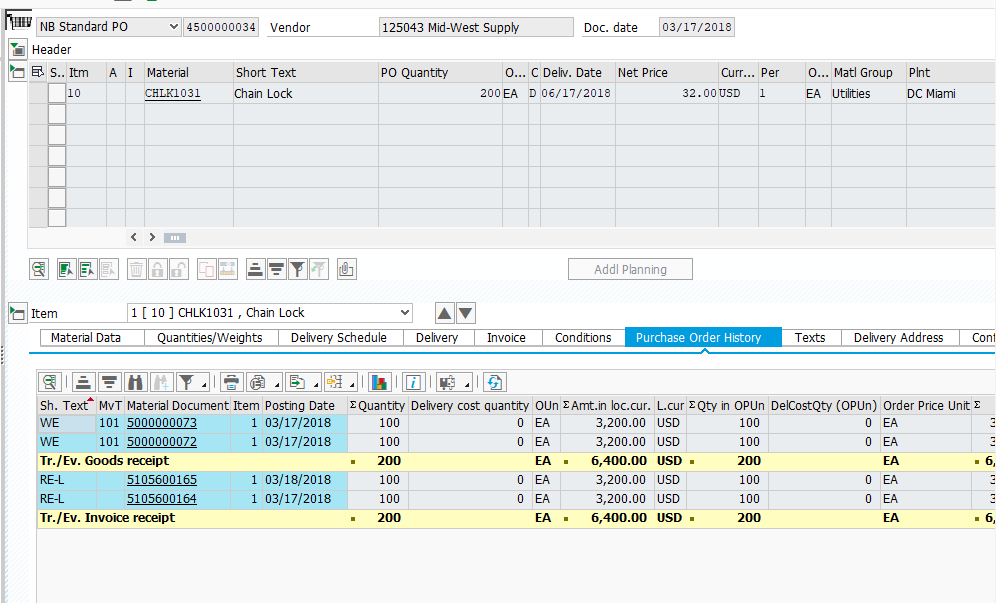 NB Standard PO 4500000034 Vendor 125043 Mid-West Supply Doc. date 03/17/2018
Header
S.. Itm A I Material Short Text PO Quantity O... C Deliv. Date Net Price Curr... Per O... Matl Group Plnt
10 CHLK1031 Chain Lock 200 EA D 06/17/2018 32.00 USD 1 EA Utilities DC Miami
Addl Planning
Item 1 [ 10 ] CHLK1031 , Chain Lock
Material Data Quantities/Weights Delivery Schedule Delivery Invoice Conditions Purchase Order History Texts Delivery Address Conf
Sh. Text MvT Material Document Item Posting Date Σ Quantity Delivery cost quantity OUn Σ Amt.in loc.cur. L.cur Σ Qty in OPUn DelCostQty (OPUn) Order Price Unit Σ
WE 101 5000000073 1 03/17/2018 100 0 EA 3,200.00 USD 100 0 EA 3
WE 101 5000000072 1 03/17/2018 100 0 EA 3,200.00 USD 100 0 EA 3
Tr./Ev. Goods receipt ▪ 200 EA ▪ 6,400.00 USD ▪ 200 EA ▪ 6,
RE-L 5105600165 1 03/18/2018 100 0 EA 3,200.00 USD 100 0 EA 3
RE-L 5105600164 1 03/17/2018 100 0 EA 3,200.00 USD 100 0 EA 3
Tr./Ev. Invoice receipt ▪ 200 EA ▪ 6,400.00 USD ▪ 200 EA ▪ 6,